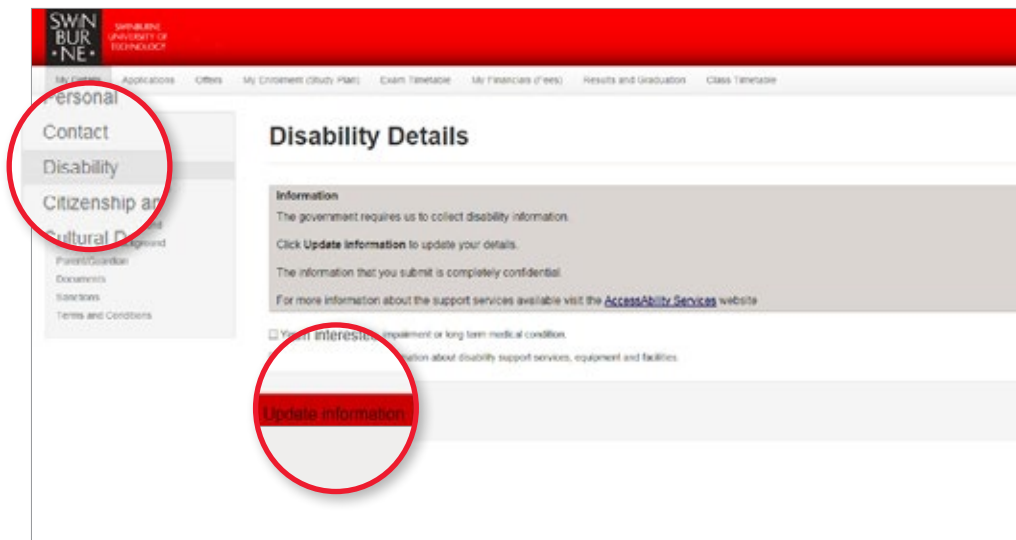 SWIN
BUR
•NE•
SWINBURNE
UNIVERSITY OF
TECHNOLOGY
My Details Applications Offers My Enrolment (Study Plan) Exam Timetable My Financials (Fees) Results and Graduation Class Timetable
Personal
Contact
Disability
Citizenship an
Cultural
Parent/Guardian
Documents
Sanctions
Terms and Conditions
Disability Details
Information
The government requires us to collect disability information.
Click Update Information to update your details.
The information that you submit is completely confidential.
For more information about the support services available visit the AccessAbility Services website
impairment or long term medical condition.
about disability support services, equipment and facilities.
Update information